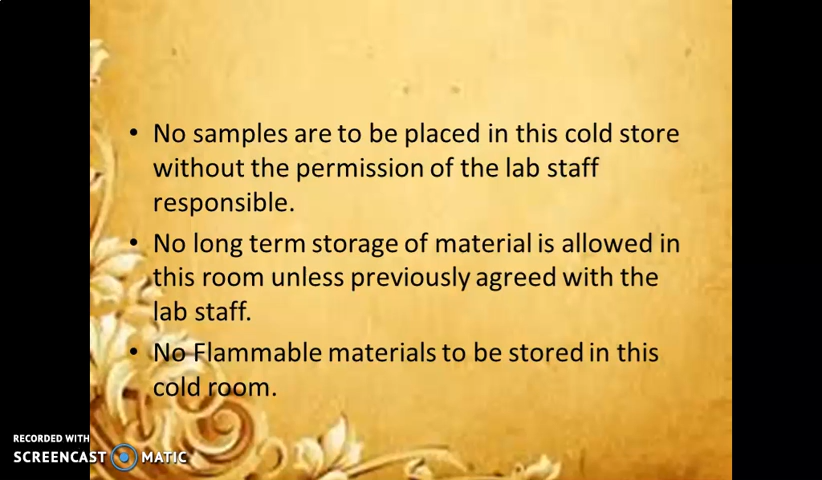 • No samples are to be placed in this cold store
without the permission of the lab staff
responsible.
• No long term storage of material is allowed in
this room unless previously agreed with the
lab staff.
• No Flammable materials to be stored in this
cold room.
RECORDED WITH
SCREENCAST MATIC